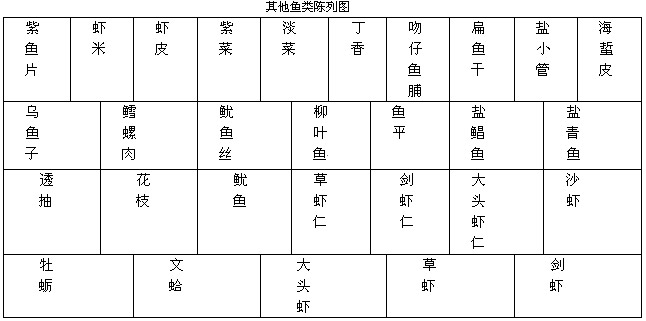 其他鱼类陈列图
紫鱼片 虾米 虾皮 紫菜 淡菜 丁香 吻仔鱼脯 扁鱼干 盐小管 海蜇皮
乌鱼子 鳕螺肉 鱿鱼丝 柳叶鱼 鱼平 盐鲳鱼 盐青鱼
透抽 花枝 鱿鱼 草虾仁 剑虾仁 大头虾仁 沙虾
牡蛎 文蛤 大头虾 草虾 剑虾